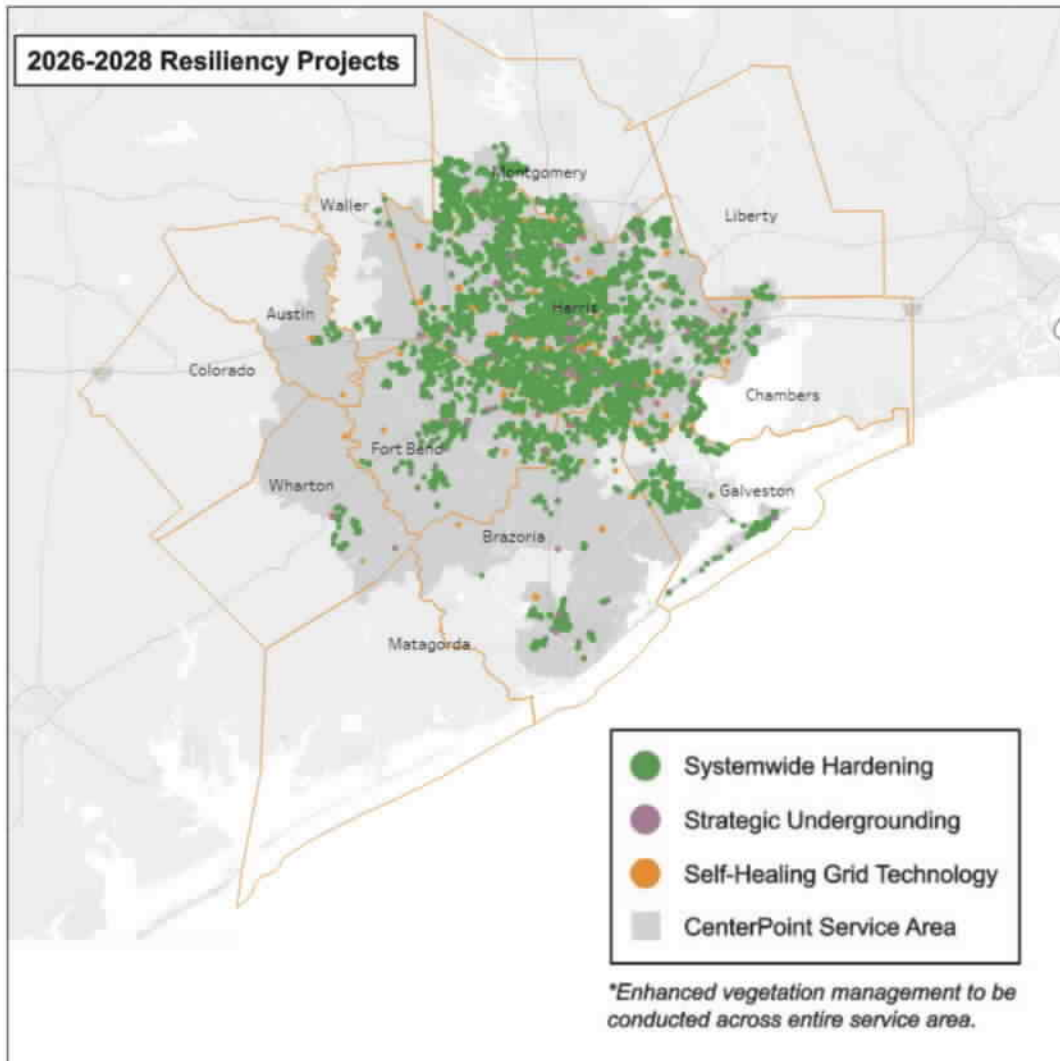 2026-2028 Resiliency Projects
Montgomery
Waller
Liberty
Harris
Austin
Colorado
Chambers
Fort Bend
Wharton
Galveston
Brazoria
Matagorda
Systemwide Hardening
Strategic Undergrounding
Self-Healing Grid Technology
CenterPoint Service Area
*Enhanced vegetation management to be
conducted across entire service area.